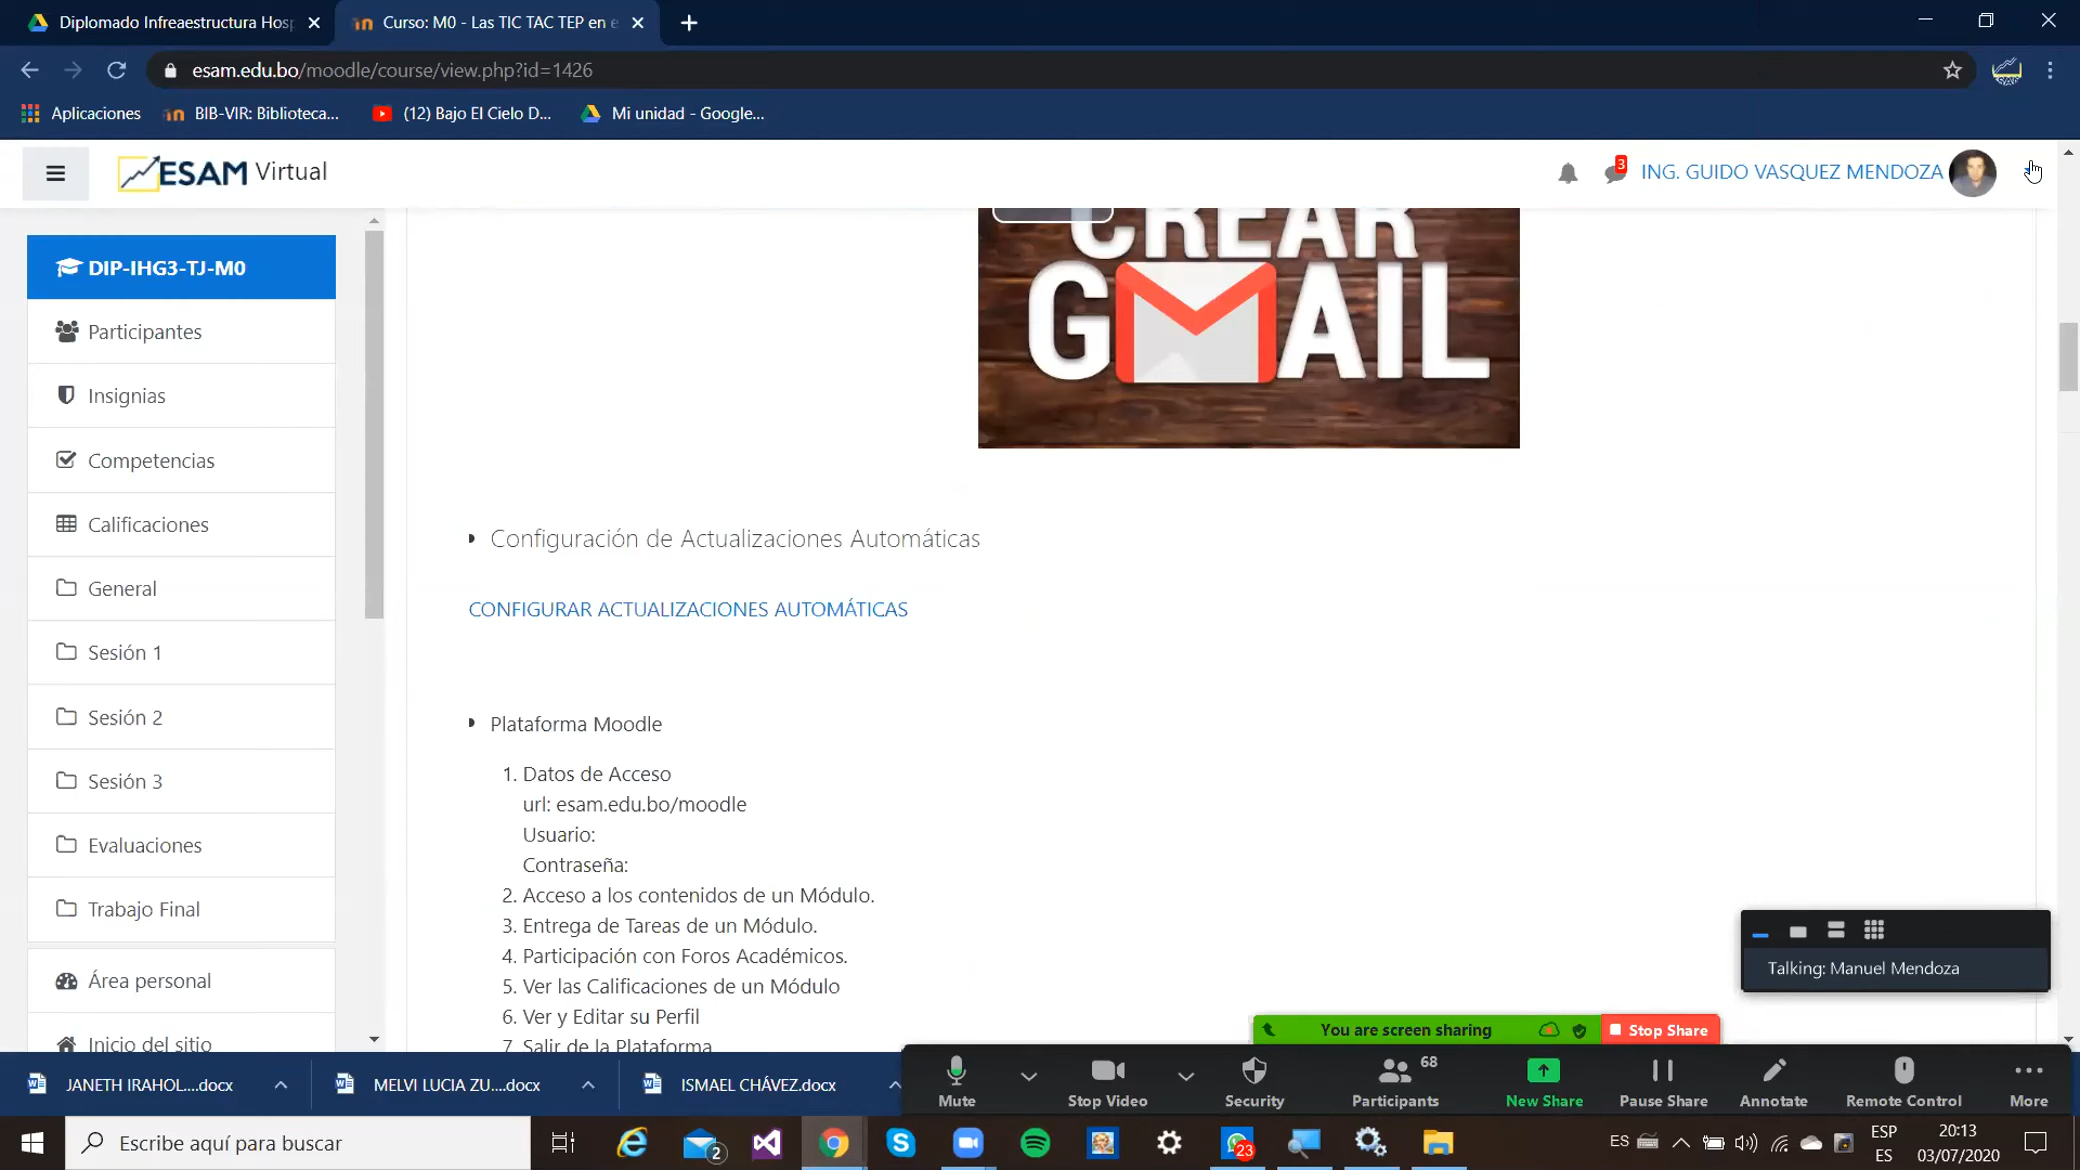 Diplomado Infraestructura Hosp
Curso: M0 - Las TIC TAC TEP en e
esam.edu.bo/moodle/course/view.php?id=1426
Aplicaciones
BIB-VIR: Biblioteca...
(12) Bajo El Cielo D...
Mi unidad - Google...
ESAM Virtual
3
ING. GUIDO VASQUEZ MENDOZA
DIP-IHG3-TJ-M0
Participantes
Insignias
Competencias
Calificaciones
General
Sesión 1
Sesión 2
Sesión 3
Evaluaciones
Trabajo Final
Área personal
Inicio del sitio
CREAR
GMAIL
Configuración de Actualizaciones Automáticas
CONFIGURAR ACTUALIZACIONES AUTOMÁTICAS
Plataforma Moodle
1. Datos de Acceso
url: esam.edu.bo/moodle
Usuario:
Contraseña:
2. Acceso a los contenidos de un Módulo.
3. Entrega de Tareas de un Módulo.
4. Participación con Foros Académicos.
5. Ver las Calificaciones de un Módulo
6. Ver y Editar su Perfil
7. Salir de la Plataforma
Talking: Manuel Mendoza
You are screen sharing
Stop Share
JANETH IRAHOL....docx
MELVI LUCIA ZU....docx
ISMAEL CHÁVEZ.docx
Mute
Stop Video
Security
Participants
68
New Share
Pause Share
Annotate
Remote Control
More
Escribe aquí para buscar
2
23
ES
ESP
ES
20:13
03/07/2020